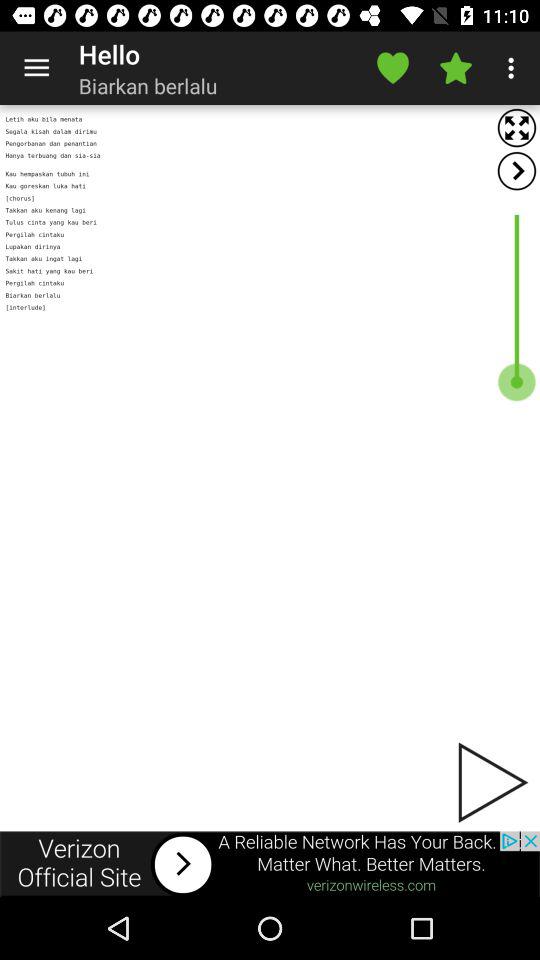 11:10
Hello
Biarkan berlalu
Letih aku bila menata
Segala kisah dalam dirimu
Pengorbanan dan penantian
Hanya terbuang dan sia-sia
Kau hempaskan tubuh ini
Kau goreskan luka hati
[chorus]
Takkan aku kenang lagi
Tulus cinta yang kau beri
Pergilah cintaku
Lupakan dirinya
Takkan aku ingat lagi
Sakit hati yang kau beri
Pergilah cintaku
Biarkan berlalu
[interlude]
Verizon
Official Site
A Reliable Network Has Your Back.
Matter What. Better Matters.
verizonwireless.com